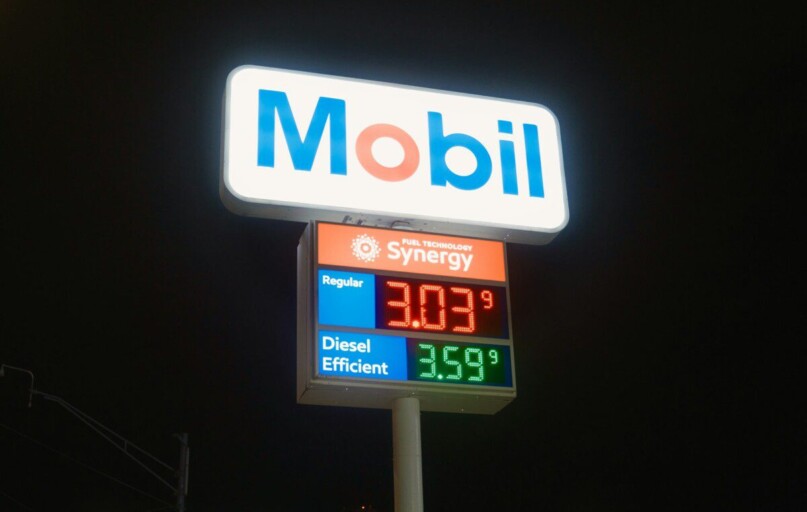 Mobil
FUEL TECHNOLOGY
Synergy
Regular
3.03 9
Diesel
Efficient
3.59 9